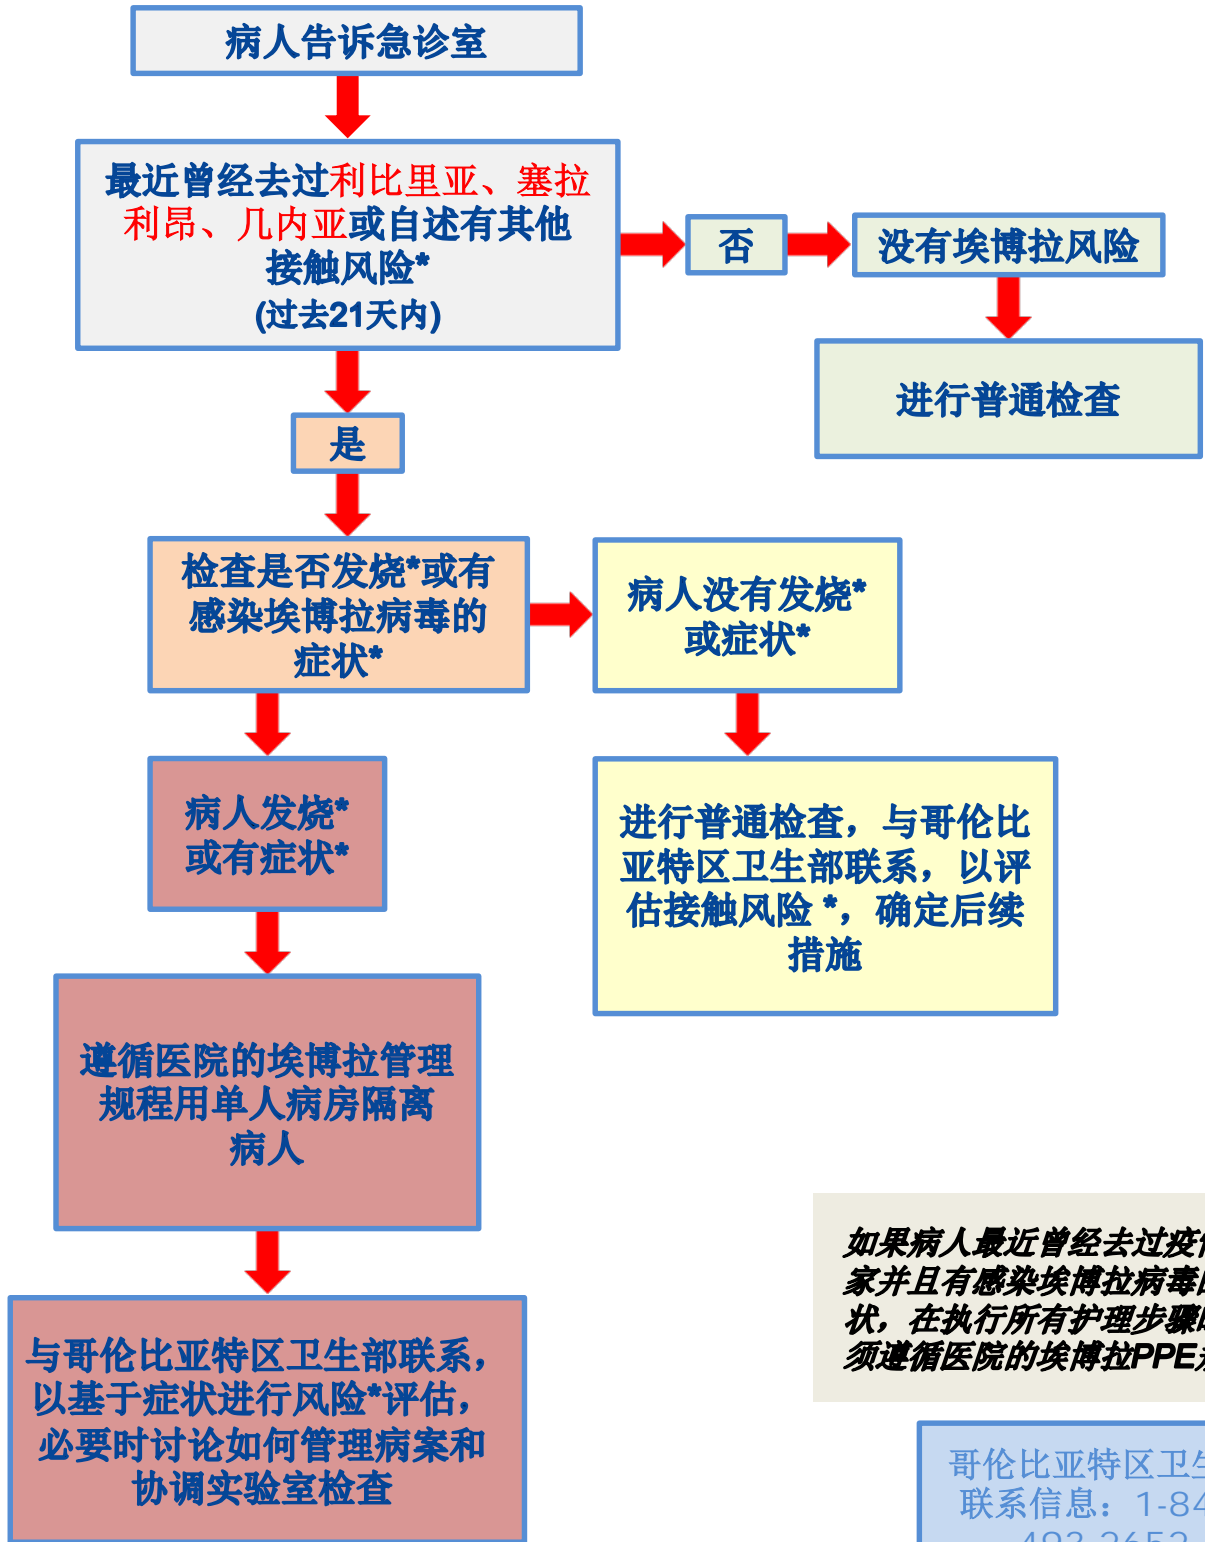 病人告诉急诊室
最近曾经去过利比里亚、塞拉
利昂、几内亚或自述有其他
接触风险*
(过去21天内)
否
没有埃博拉风险
进行普通检查
是
检查是否发烧*或有
感染埃博拉病毒的
症状*
病人没有发烧*
或症状*
病人发烧*
或有症状*
进行普通检查，与哥伦比
亚特区卫生部联系，以评
估接触风险 *，确定后续
措施
遵循医院的埃博拉管理
规程用单人病房隔离
病人
与哥伦比亚特区卫生部联系，
以基于症状进行风险*评估，
必要时讨论如何管理病案和
协调实验室检查
如果病人最近曾经去过疫
家并且有感染埃博拉病毒
状，在执行所有护理步骤
须遵循医院的埃博拉PPE
哥伦比亚特区卫生
联系信息：1-84
493-2652